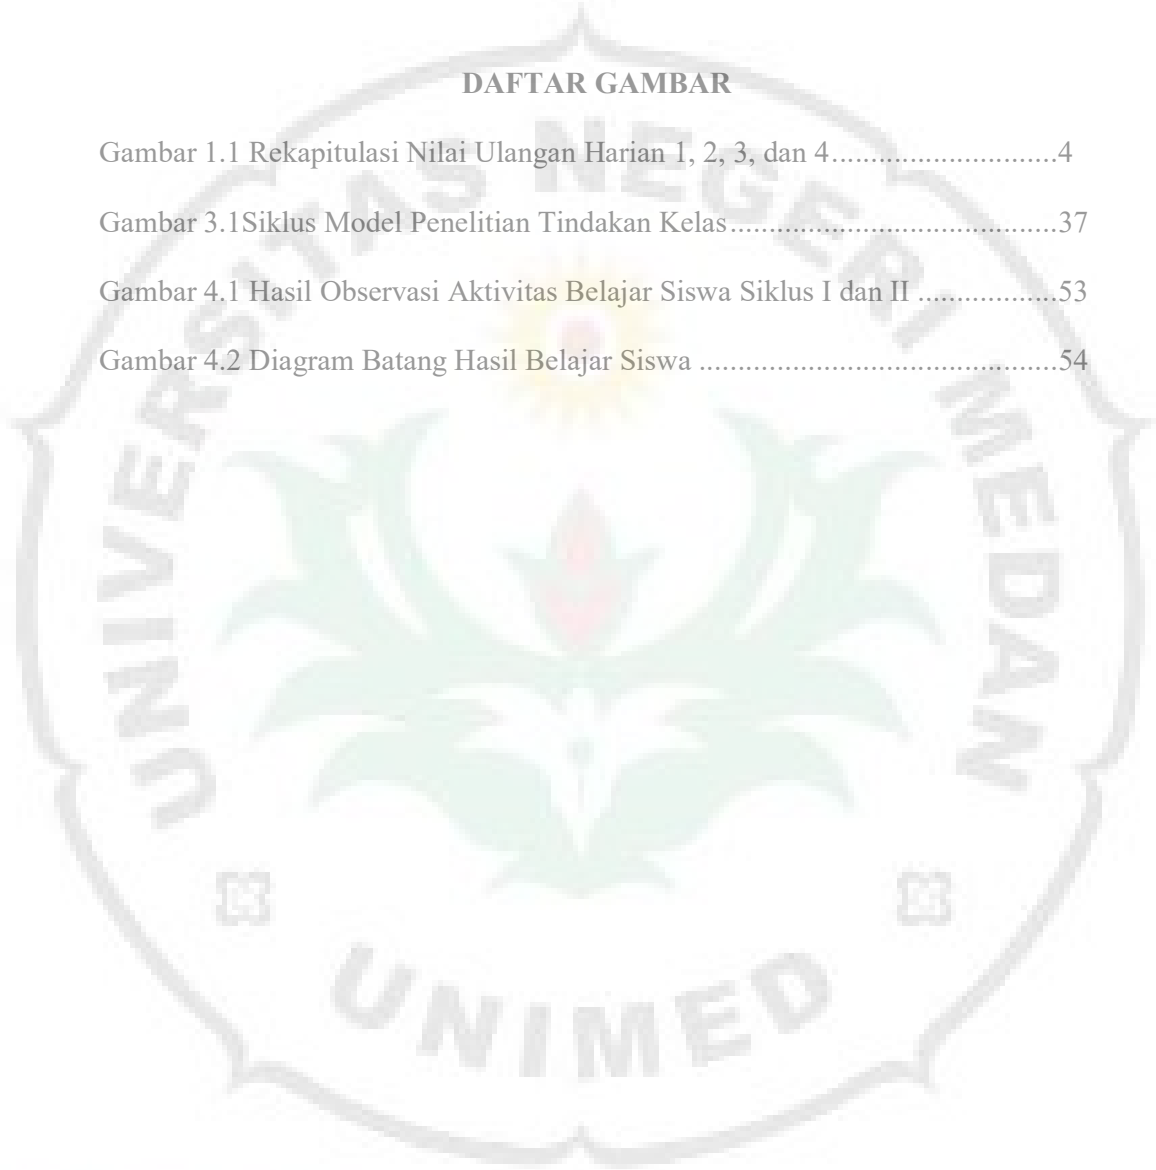 DAFTAR GAMBAR
Gambar 1.1 Rekapitulasi Nilai Ulangan Harian 1, 2, 3, dan 4...........................4
Gambar 3.1Siklus Model Penelitian Tindakan Kelas...................................37
Gambar 4.1 Hasil Observasi Aktivitas Belajar Siswa Siklus I dan II ..................53
Gambar 4.2 Diagram Batang Hasil Belajar Siswa .......................................54
UNIVERSITAS NEGERI MEDAN
UNIMED